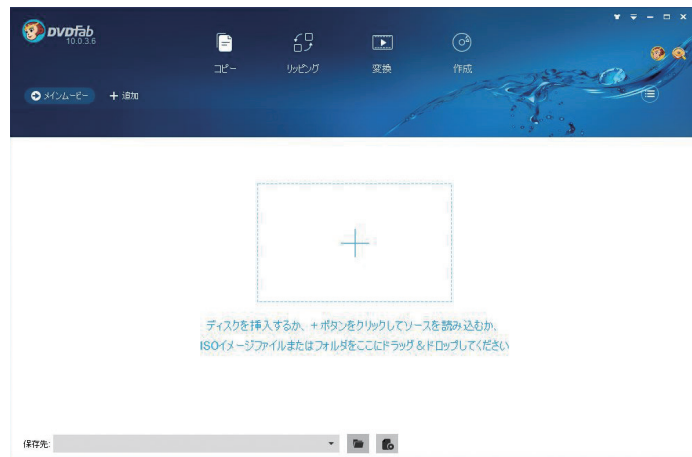 DVDFab
10.0.3.6
コピー
リッピング
変換
作成
メインムービー
追加
ディスクを挿入するか、+ボタンをクリックしてソースを読み込むか、
ISOイメージファイルまたはフォルダをここにドラッグ&ドロップしてください
保存先: